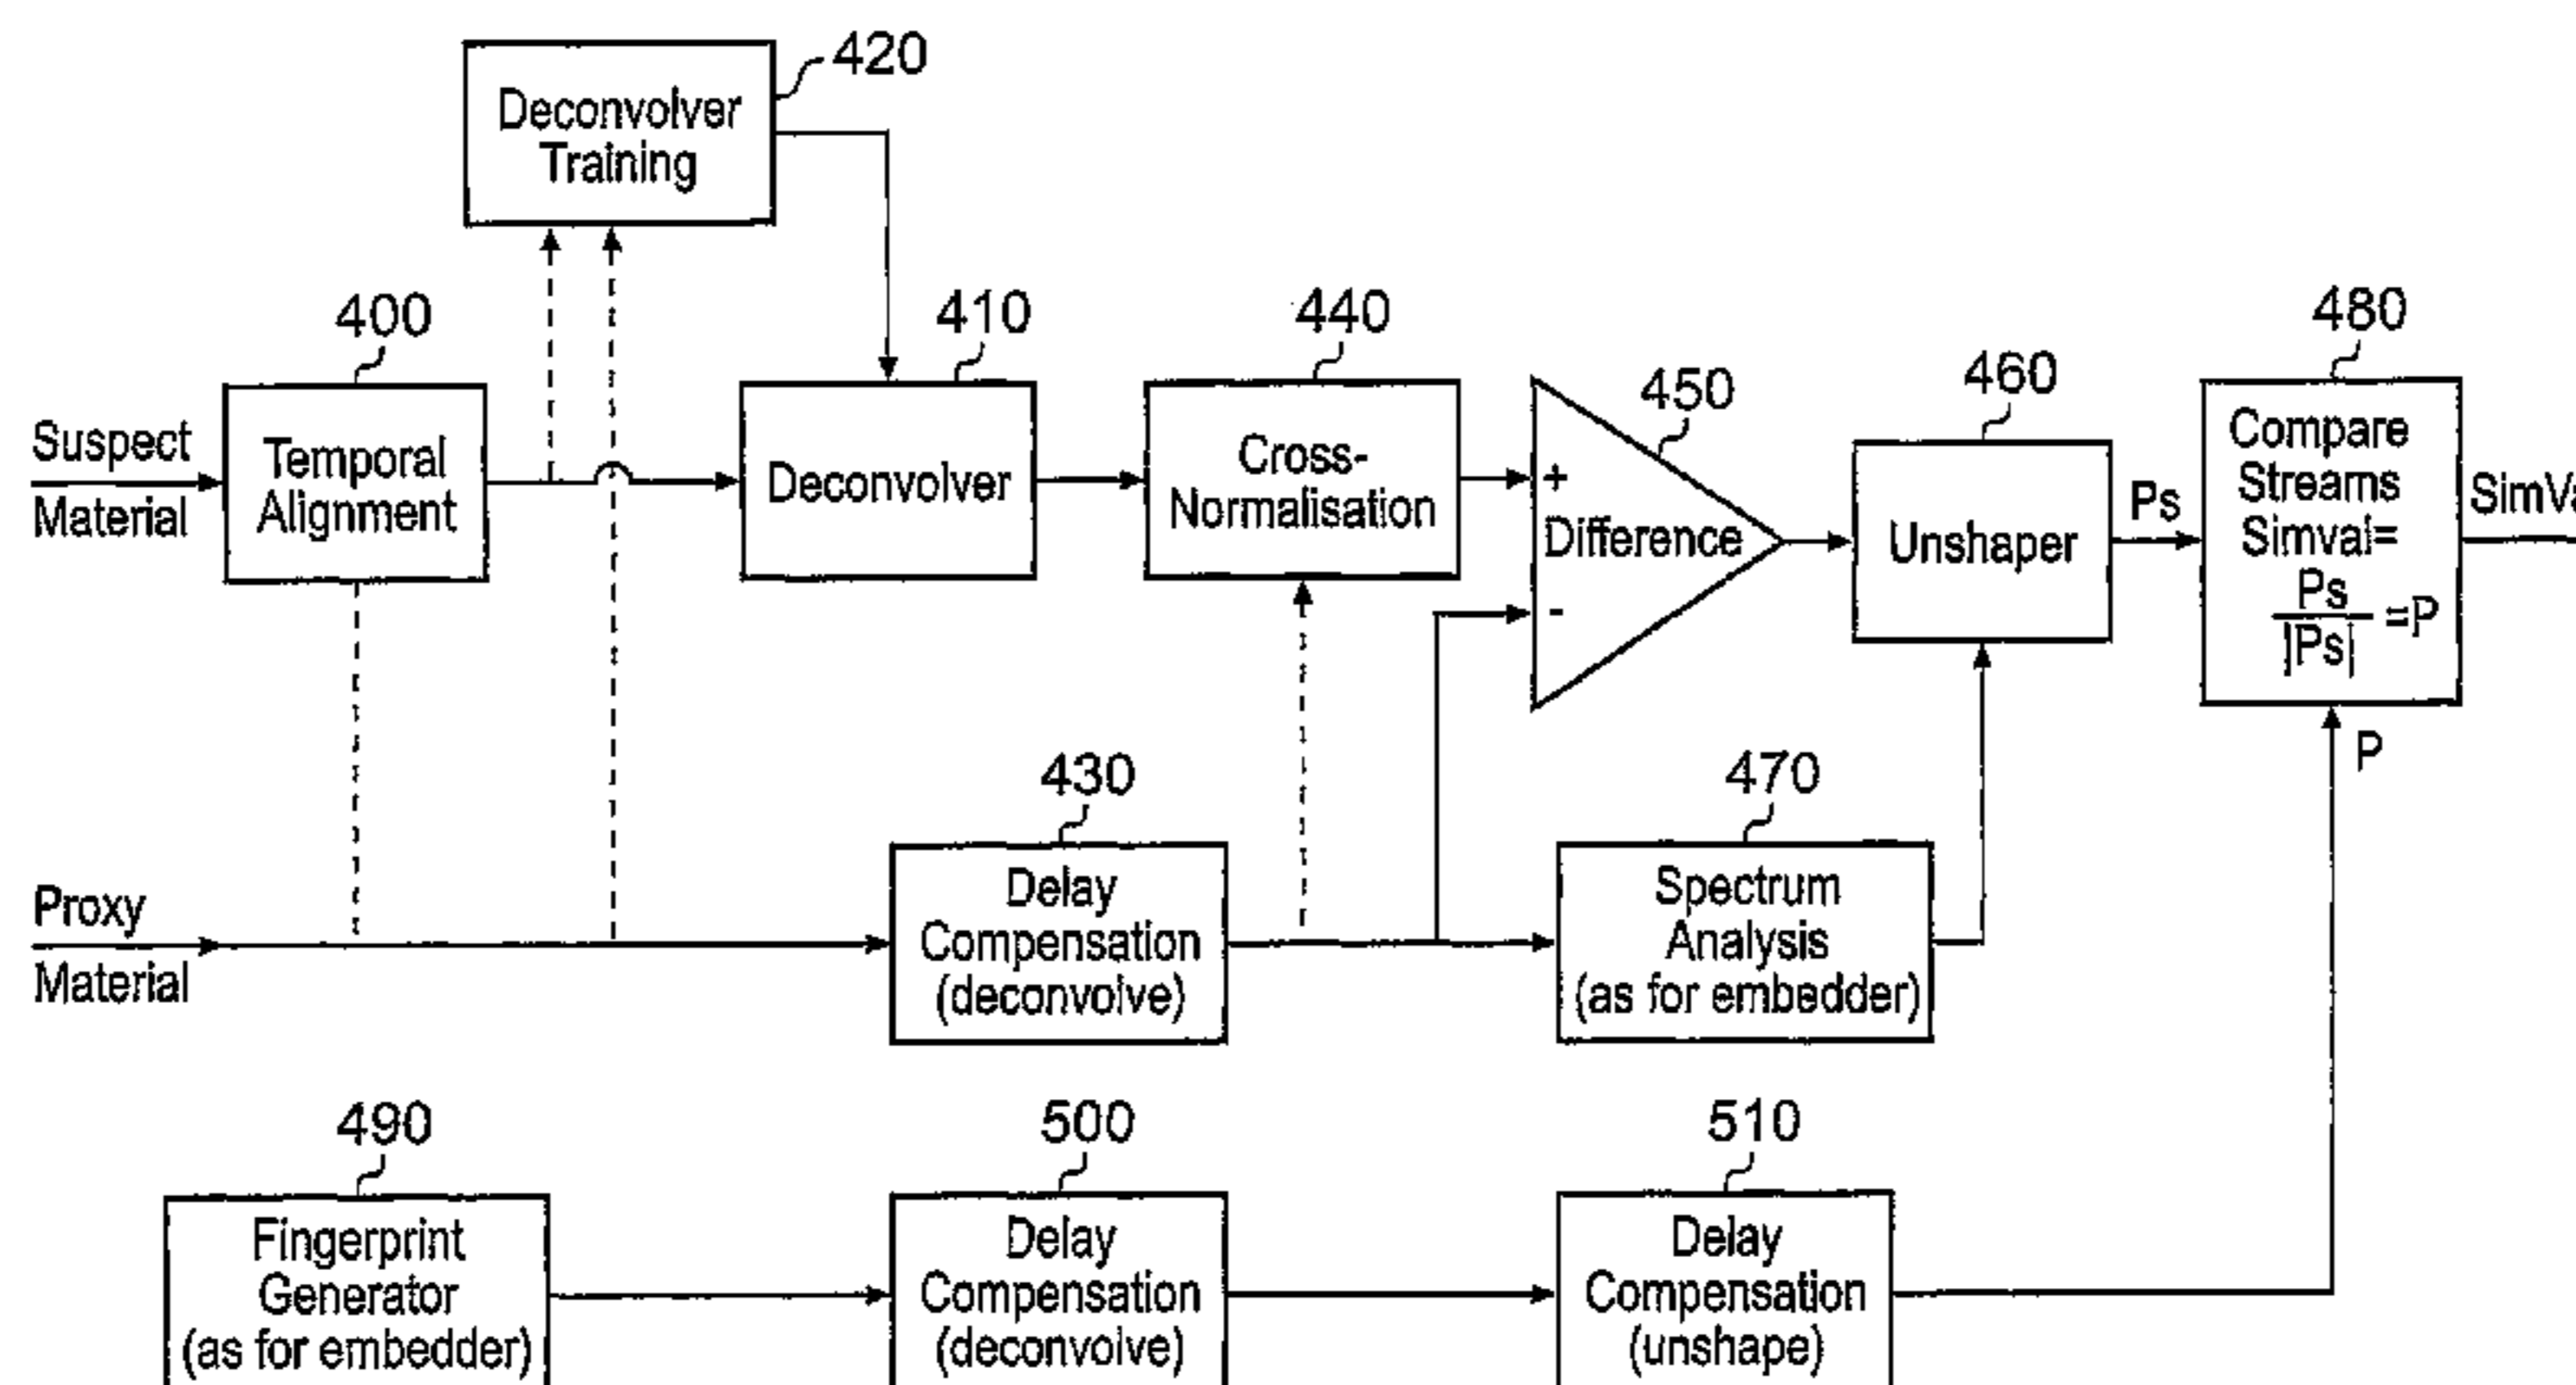 420
Deconvolver
Training
400
410
440
450
460
480
Suspect
Material
Temporal
Alignment
Deconvolver
Cross-
Normalisation
+
Difference
-
Unshaper
Ps
Compare
Streams
Simval=
Ps
|Ps|
=P
SimVa
P
430
470
Proxy
Material
Delay
Compensation
(deconvolve)
Spectrum
Analysis
(as for embedder)
490
500
510
Fingerprint
Generator
(as for embedder)
Delay
Compensation
(deconvolve)
Delay
Compensation
(unshape)